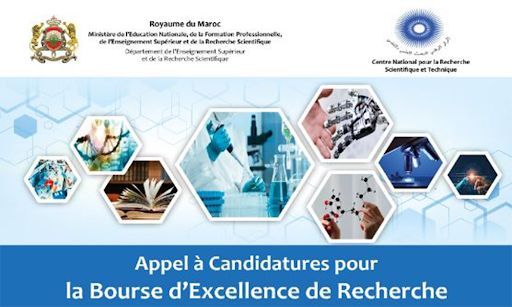 Royaume du Maroc
Ministère de l'Education Nationale, de la Formation Professionnelle,
de l'Enseignement Supérieur et de la Recherche Scientifique
Département de l'Enseignement Supérieur
et de la Recherche Scientifique
Centre National pour la Recherche
Scientifique et Technique
Appel à Candidatures pour
la Bourse d'Excellence de Recherche